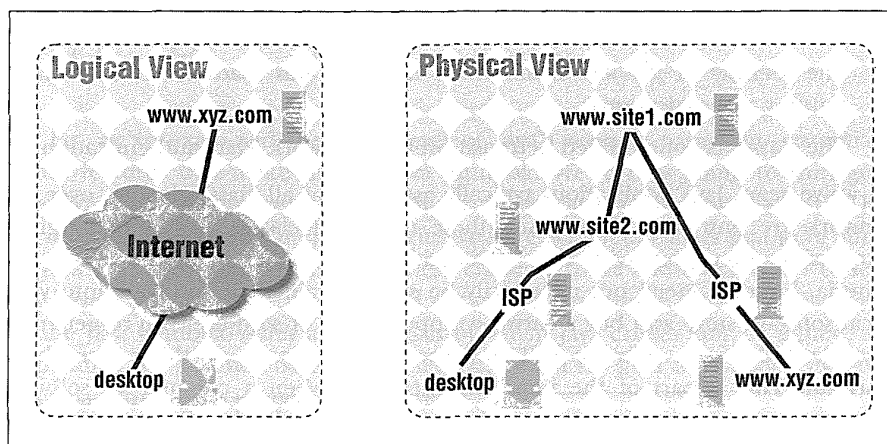 Logical View
www.xyz.com
Internet
desktop
Physical View
www.site1.com
www.site2.com
ISP
ISP
desktop
www.xyz.com